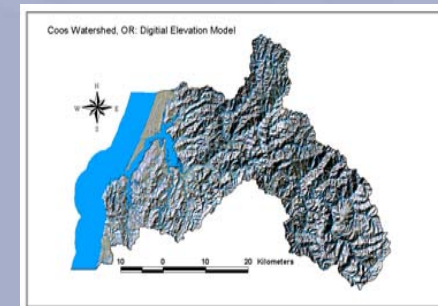 Coos Watershed, OR: Digitial Elevation Model
N
W E
S
10 0 10 20 Kilometers